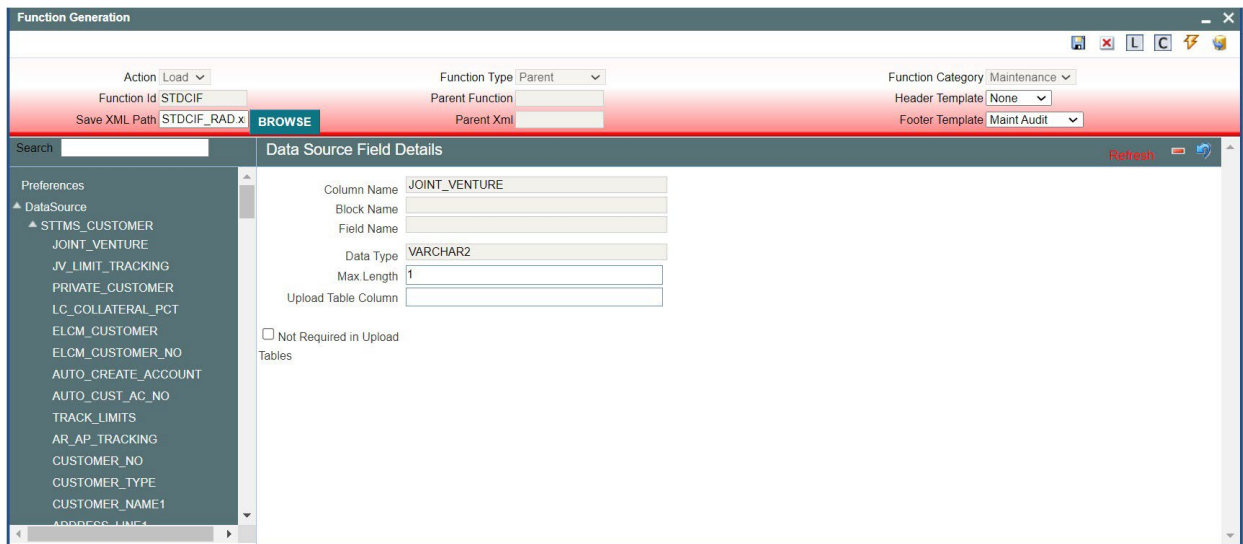 Function Generation
L C
Action Load Function Type Parent Function Category Maintenance
Function Id STDCIF Parent Function Header Template None
Save XML Path STDCIF_RAD.x BROWSE Parent Xml Footer Template Maint Audit
Search Data Source Field Details Refresh
Preferences
DataSource
STTMS_CUSTOMER
JOINT_VENTURE
JV_LIMIT_TRACKING
PRIVATE_CUSTOMER
LC_COLLATERAL_PCT
ELCM_CUSTOMER
ELCM_CUSTOMER_NO
AUTO_CREATE_ACCOUNT
AUTO_CUST_AC_NO
TRACK_LIMITS
AR_AP_TRACKING
CUSTOMER_NO
CUSTOMER_TYPE
CUSTOMER_NAME1
ADDRESS_LINE1
Column Name JOINT_VENTURE
Block Name
Field Name
Data Type VARCHAR2
Max.Length 1
Upload Table Column
Not Required in Upload
Tables